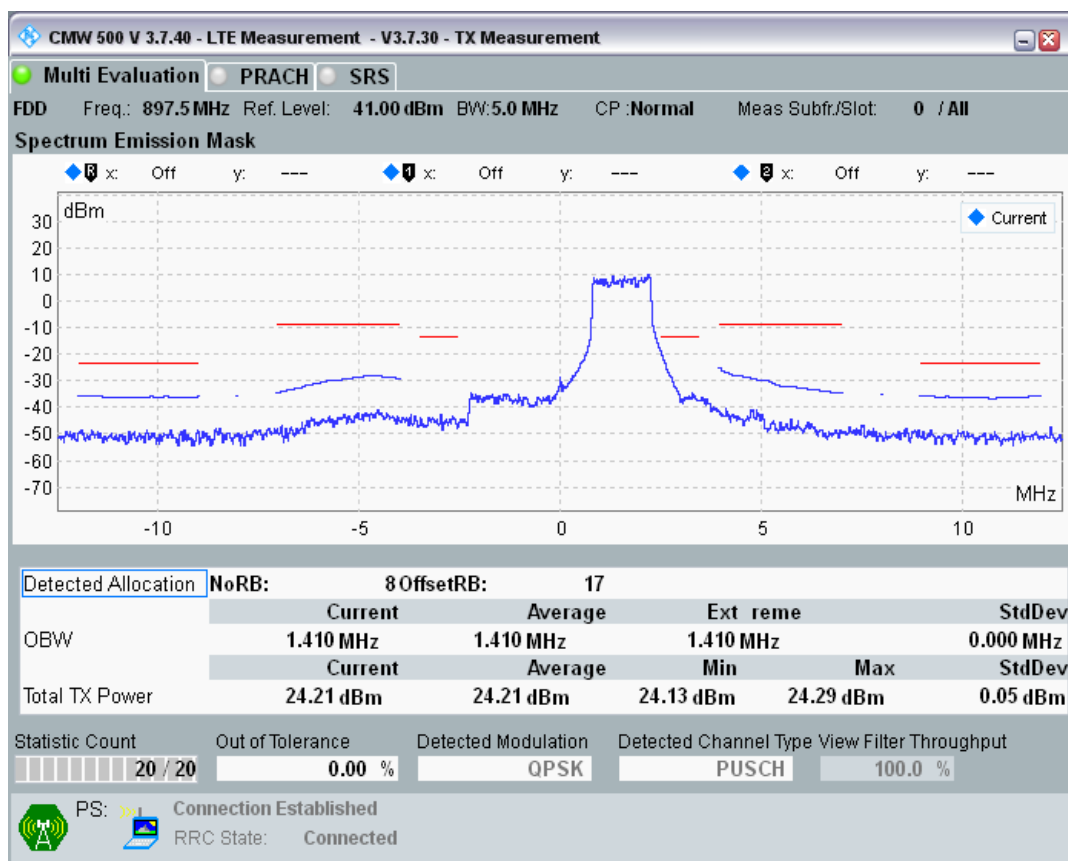 CMW 500 V 3.7.40 - LTE Measurement - V3.7.30 - TX Measurement
Multi Evaluation PRACH SRS
FDD Freq.: 897.5 MHz Ref. Level: 41.00 dBm BW:5.0 MHz CP :Normal Meas Subfr./Slot: 0 / All
Spectrum Emission Mask
R x: Off y: --- 1 x: Off y: --- 2 x: Off y: ---
dBm
Current
30
20
10
0
-10
-20
-30
-40
-50
-60
-70
MHz
-10 -5 0 5 10
Detected Allocation NoRB: 8 OffsetRB: 17
Current Average Ext reme StdDev
OBW 1.410 MHz 1.410 MHz 1.410 MHz 0.000 MHz
Current Average Min Max StdDev
Total TX Power 24.21 dBm 24.21 dBm 24.13 dBm 24.29 dBm 0.05 dBm
Statistic Count Out of Tolerance Detected Modulation Detected Channel Type View Filter Throughput
20 / 20 0.00 % QPSK PUSCH 100.0 %
PS: Connection Established
RRC State: Connected